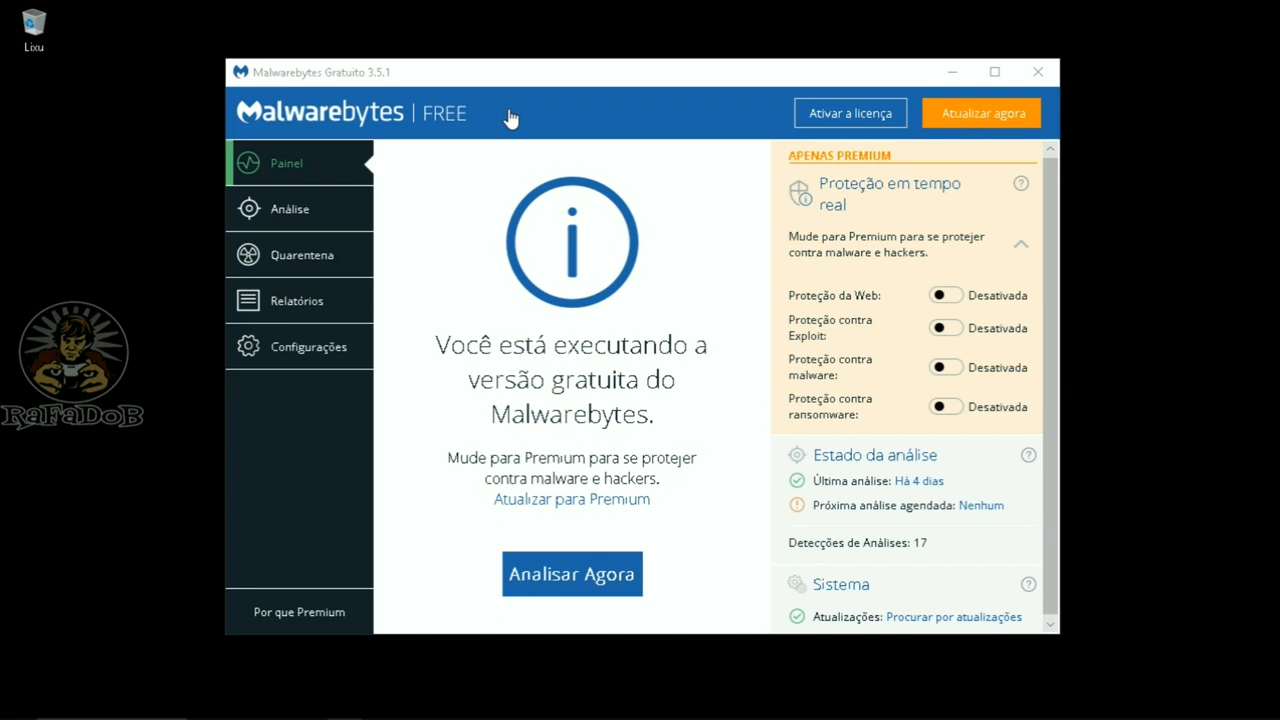 Lixu
Malwarebytes Gratuito 3.5.1
Malwarebytes | FREE
Ativar a licença
Atualizar agora
Painel
Análise
Quarentena
Relatórios
Configurações
Por que Premium
Você está executando a
versão gratuita do
Malwarebytes.
Mude para Premium para se protejer
contra malware e hackers.
Atualizar para Premium
Analisar Agora
APENAS PREMIUM
Proteção em tempo
real
Mude para Premium para se protejer
contra malware e hackers.
Proteção da Web: Desativada
Proteção contra
Exploit: Desativada
Proteção contra
malware: Desativada
Proteção contra
ransomware: Desativada
Estado da análise
Última análise: Há 4 dias
Próxima análise agendada: Nenhum
Detecções de Análises: 17
Sistema
Atualizações: Procurar por atualizações
RaFaDoB